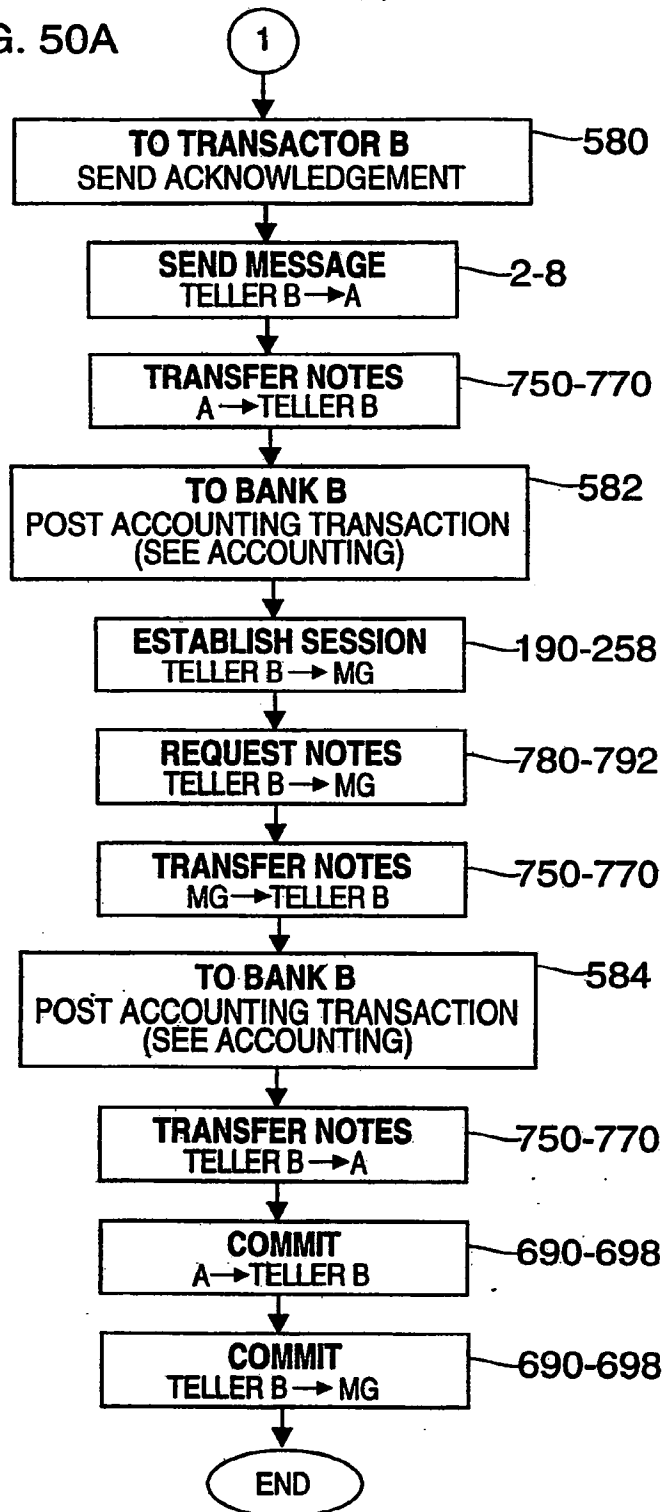 G. 50A
1
TO TRANSACTOR B
SEND ACKNOWLEDGEMENT
580
SEND MESSAGE
TELLER B→A
2-8
TRANSFER NOTES
A→TELLER B
750-770
TO BANK B
POST ACCOUNTING TRANSACTION
(SEE ACCOUNTING)
582
ESTABLISH SESSION
TELLER B→MG
190-258
REQUEST NOTES
TELLER B→MG
780-792
TRANSFER NOTES
MG→TELLER B
750-770
TO BANK B
POST ACCOUNTING TRANSACTION
(SEE ACCOUNTING)
584
TRANSFER NOTES
TELLER B→A
750-770
COMMIT
A→TELLER B
690-698
COMMIT
TELLER B→MG
690-698
END